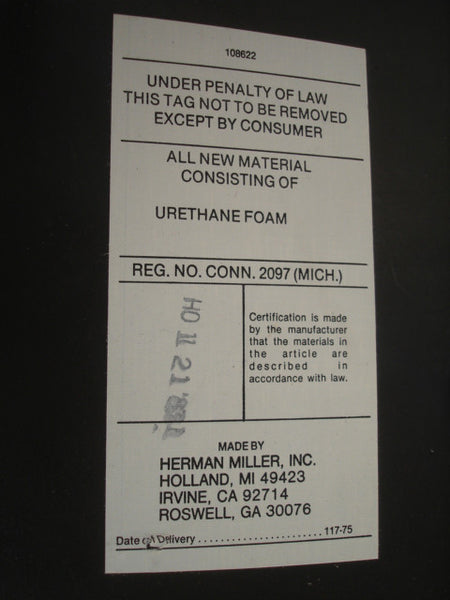 108622
UNDER PENALTY OF LAW
THIS TAG NOT TO BE REMOVED
EXCEPT BY CONSUMER
ALL NEW MATERIAL
CONSISTING OF
URETHANE FOAM
REG. NO. CONN. 2097 (MICH.)
Certification is made
by the manufacturer
that the materials in
the article are
described in
accordance with law.
MADE BY
HERMAN MILLER, INC.
HOLLAND, MI 49423
IRVINE, CA 92714
ROSWELL, GA 30076
Date of Delivery .................... 117-75